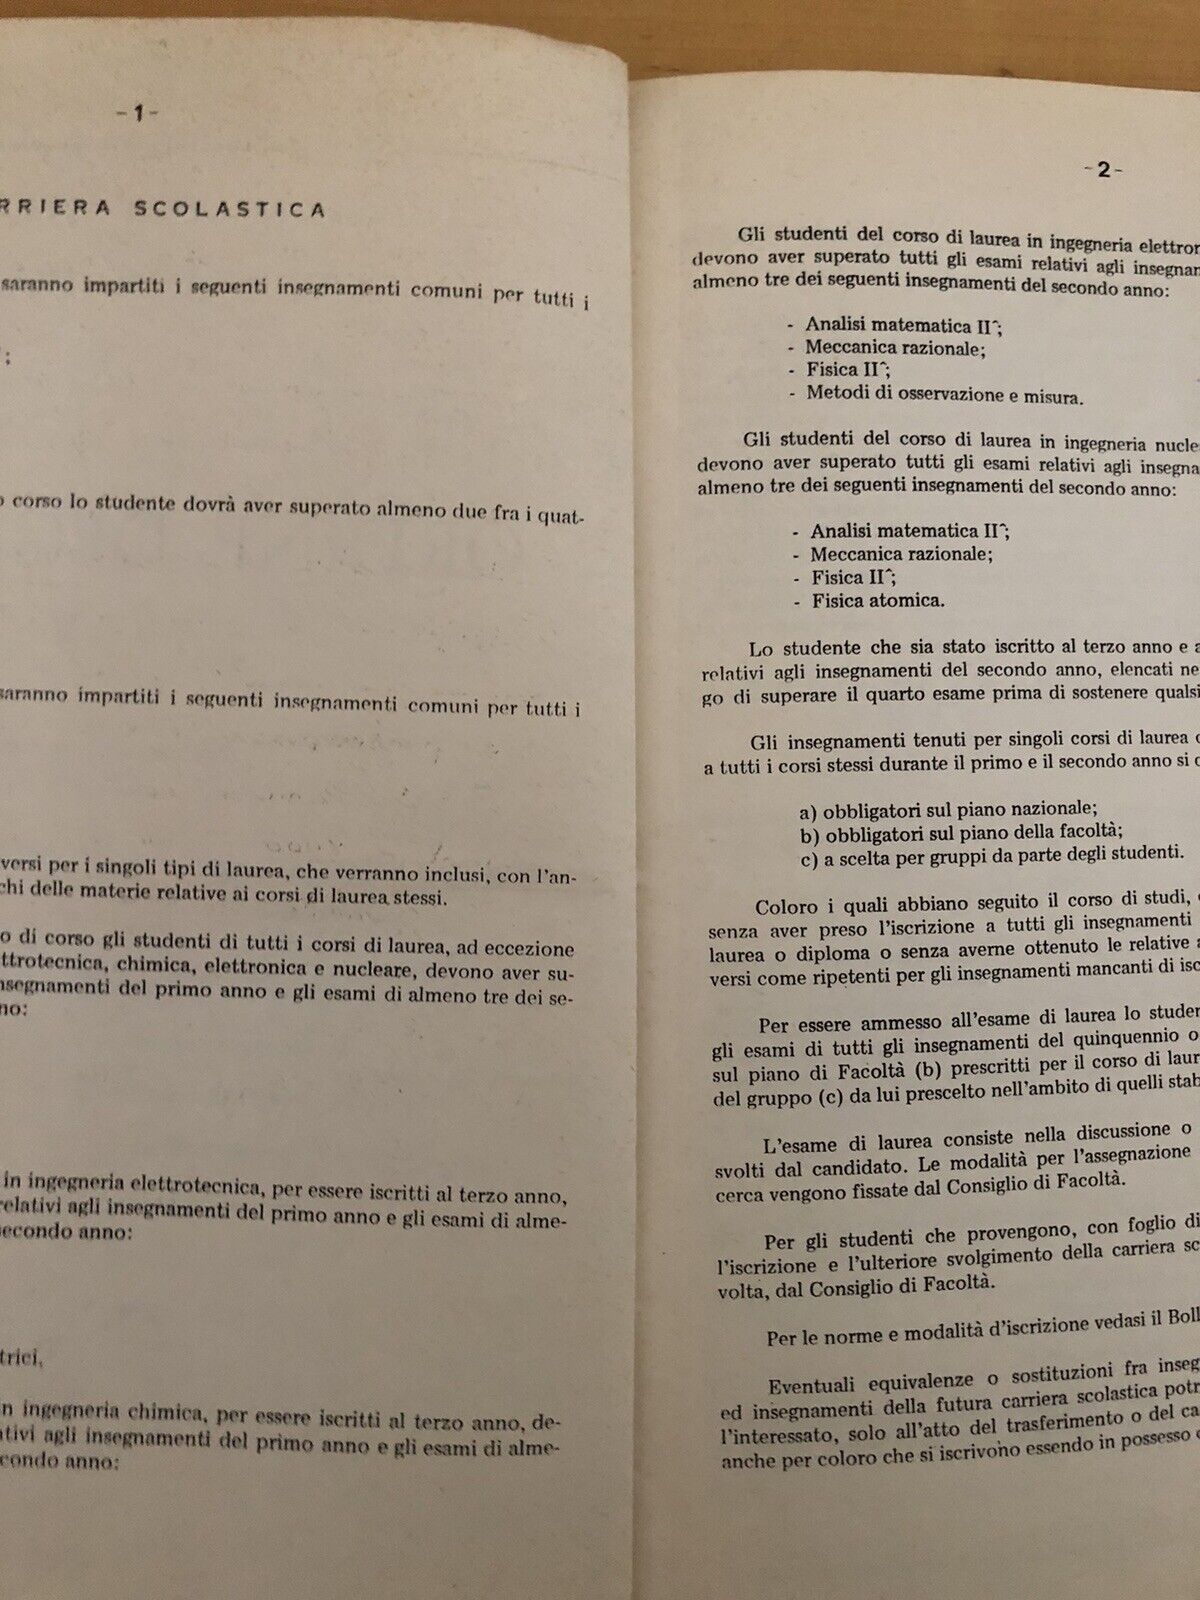 -1-
RRIERA SCOLASTICA
saranno impartiti i seguenti insegnamenti comuni per tutti i
;
corso lo studente dovrà aver superato almeno due fra i quat-
saranno impartiti i seguenti insegnamenti comuni per tutti i
versi per i singoli tipi di laurea, che verranno inclusi, con l'an-
chi delle materie relative ai corsi di laurea stessi.
o di corso gli studenti di tutti i corsi di laurea, ad eccezione
ttrotecnica, chimica, elettronica e nucleare, devono aver su-
nsegnamenti del primo anno e gli esami di almeno tre dei se-
no:
in ingegneria elettrotecnica, per essere iscritti al terzo anno,
relativi agli insegnamenti del primo anno e gli esami di alme-
secondo anno:
trici,
n ingegneria chimica, per essere iscritti al terzo anno, de-
ativi agli insegnamenti del primo anno e gli esami di alme-
condo anno:
-2-
Gli studenti del corso di laurea in ingegneria elettron
devono aver superato tutti gli esami relativi agli insegnam
almeno tre dei seguenti insegnamenti del secondo anno:
- Analisi matematica II^;
- Meccanica razionale;
- Fisica II^;
- Metodi di osservazione e misura.
Gli studenti del corso di laurea in ingegneria nucle
devono aver superato tutti gli esami relativi agli insegna
almeno tre dei seguenti insegnamenti del secondo anno:
- Analisi matematica II^;
- Meccanica razionale;
- Fisica II^;
- Fisica atomica.
Lo studente che sia stato iscritto al terzo anno e a
relativi agli insegnamenti del secondo anno, elencati ne
go di superare il quarto esame prima di sostenere qualsi
Gli insegnamenti tenuti per singoli corsi di laurea
a tutti i corsi stessi durante il primo e il secondo anno si
a) obbligatori sul piano nazionale;
b) obbligatori sul piano della facoltà;
c) a scelta per gruppi da parte degli studenti.
Coloro i quali abbiano seguito il corso di studi,
senza aver preso l'iscrizione a tutti gli insegnamenti
laurea o diploma o senza averne ottenuto le relative a
versi come ripetenti per gli insegnamenti mancanti di isc
Per essere ammesso all'esame di laurea lo studen
gli esami di tutti gli insegnamenti del quinquennio o
sul piano di Facoltà (b) prescritti per il corso di laur
del gruppo (c) da lui prescelto nell'ambito di quelli stab
L'esame di laurea consiste nella discussione o
svolti dal candidato. Le modalità per l'assegnazione
cerca vengono fissate dal Consiglio di Facoltà.
Per gli studenti che provengono, con foglio di
l'iscrizione e l'ulteriore svolgimento della carriera sc
volta, dal Consiglio di Facoltà.
Per le norme e modalità d'iscrizione vedasi il Boll
Eventuali equivalenze o sostituzioni fra inseg
ed insegnamenti della futura carriera scolastica potr
l'interessato, solo all'atto del trasferimento o del ca
anche per coloro che si iscrivono essendo in possesso